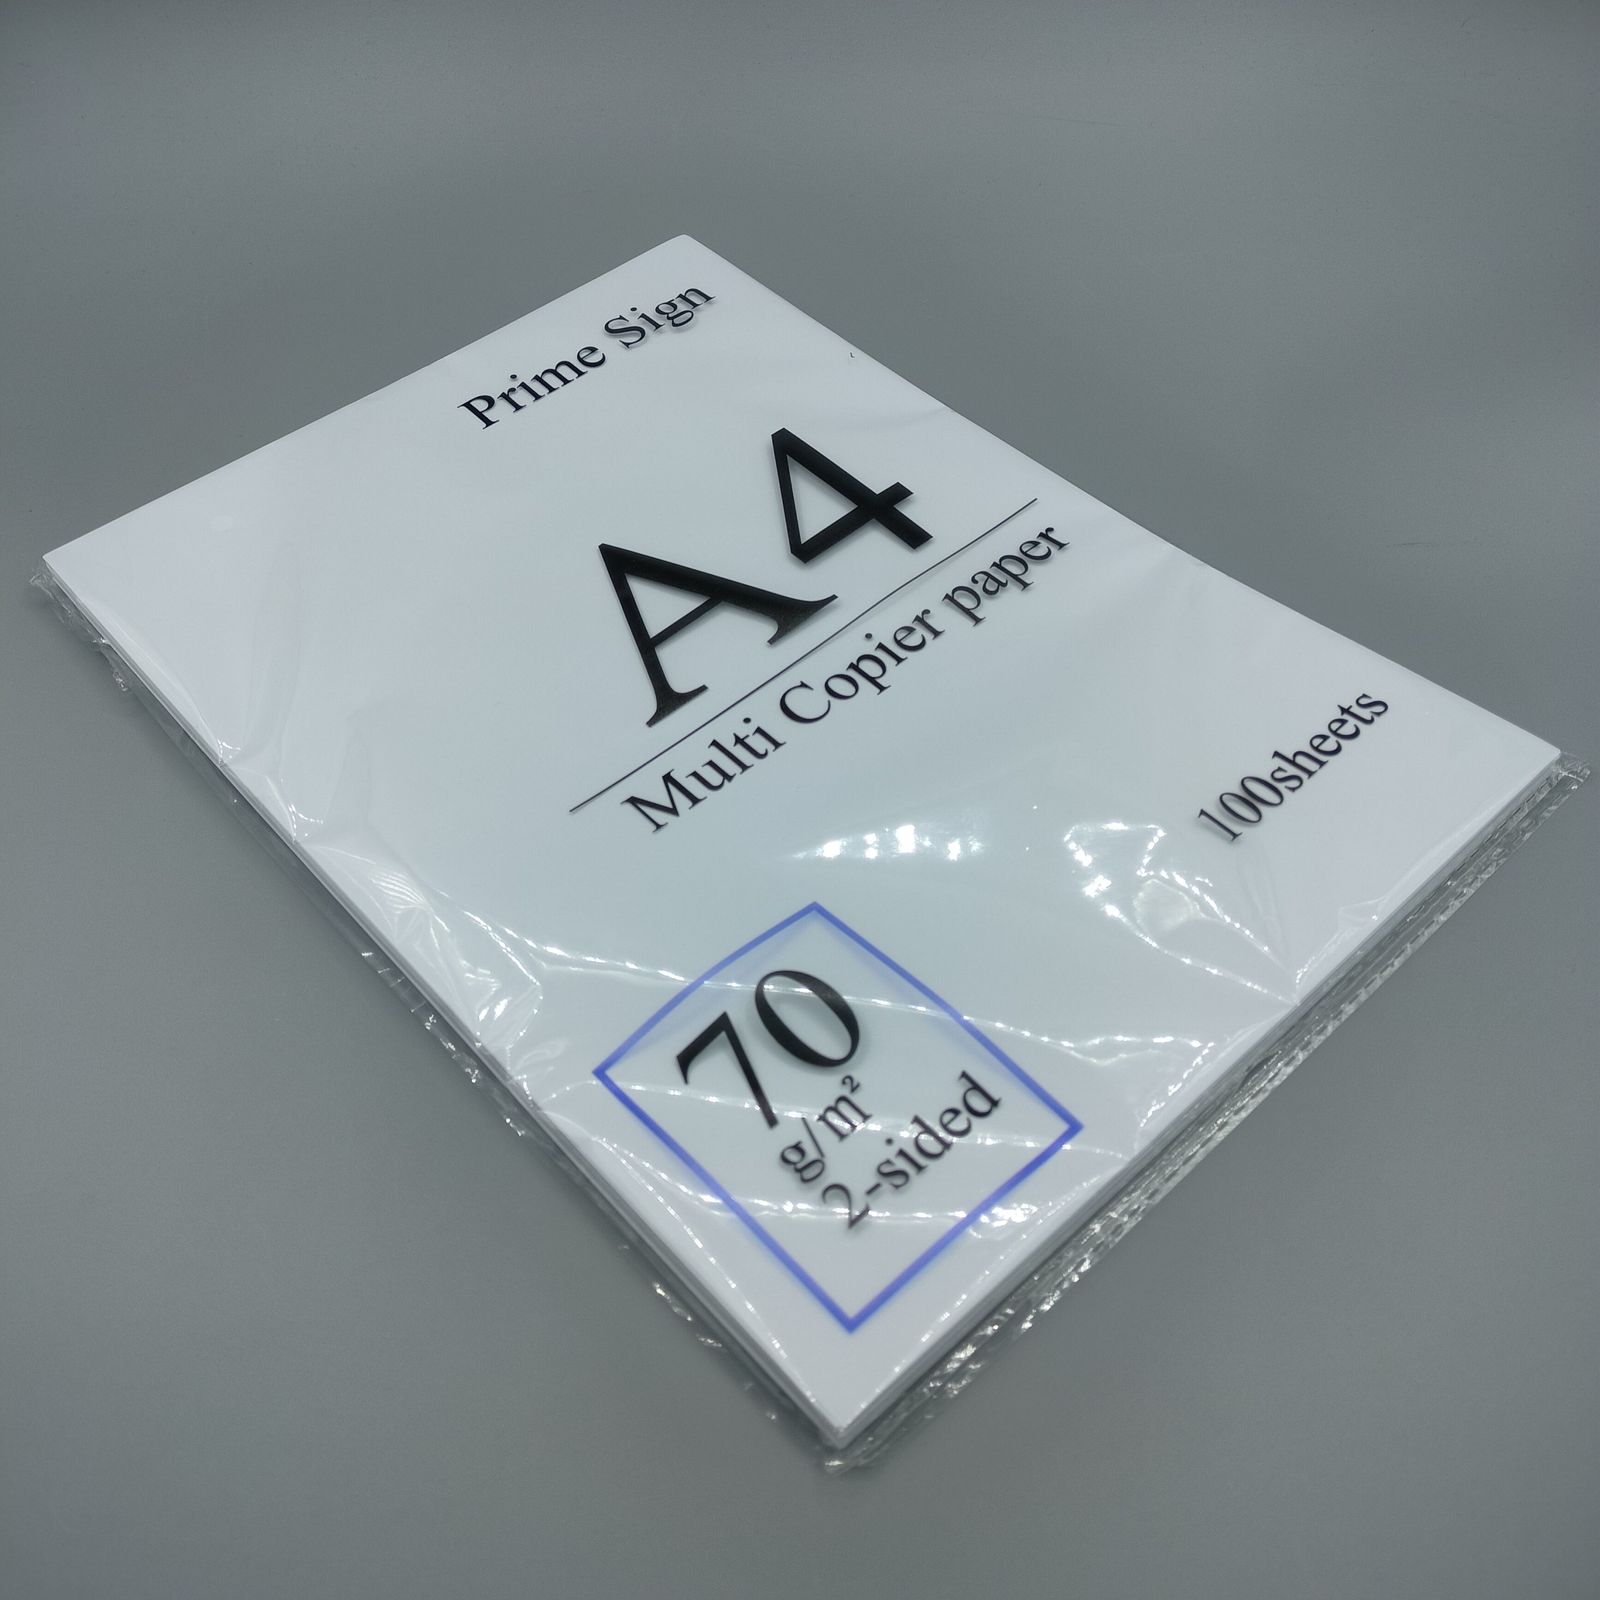 Prime Sign
A4
Multi Copier paper
100sheets
70
g/m²
2-sided